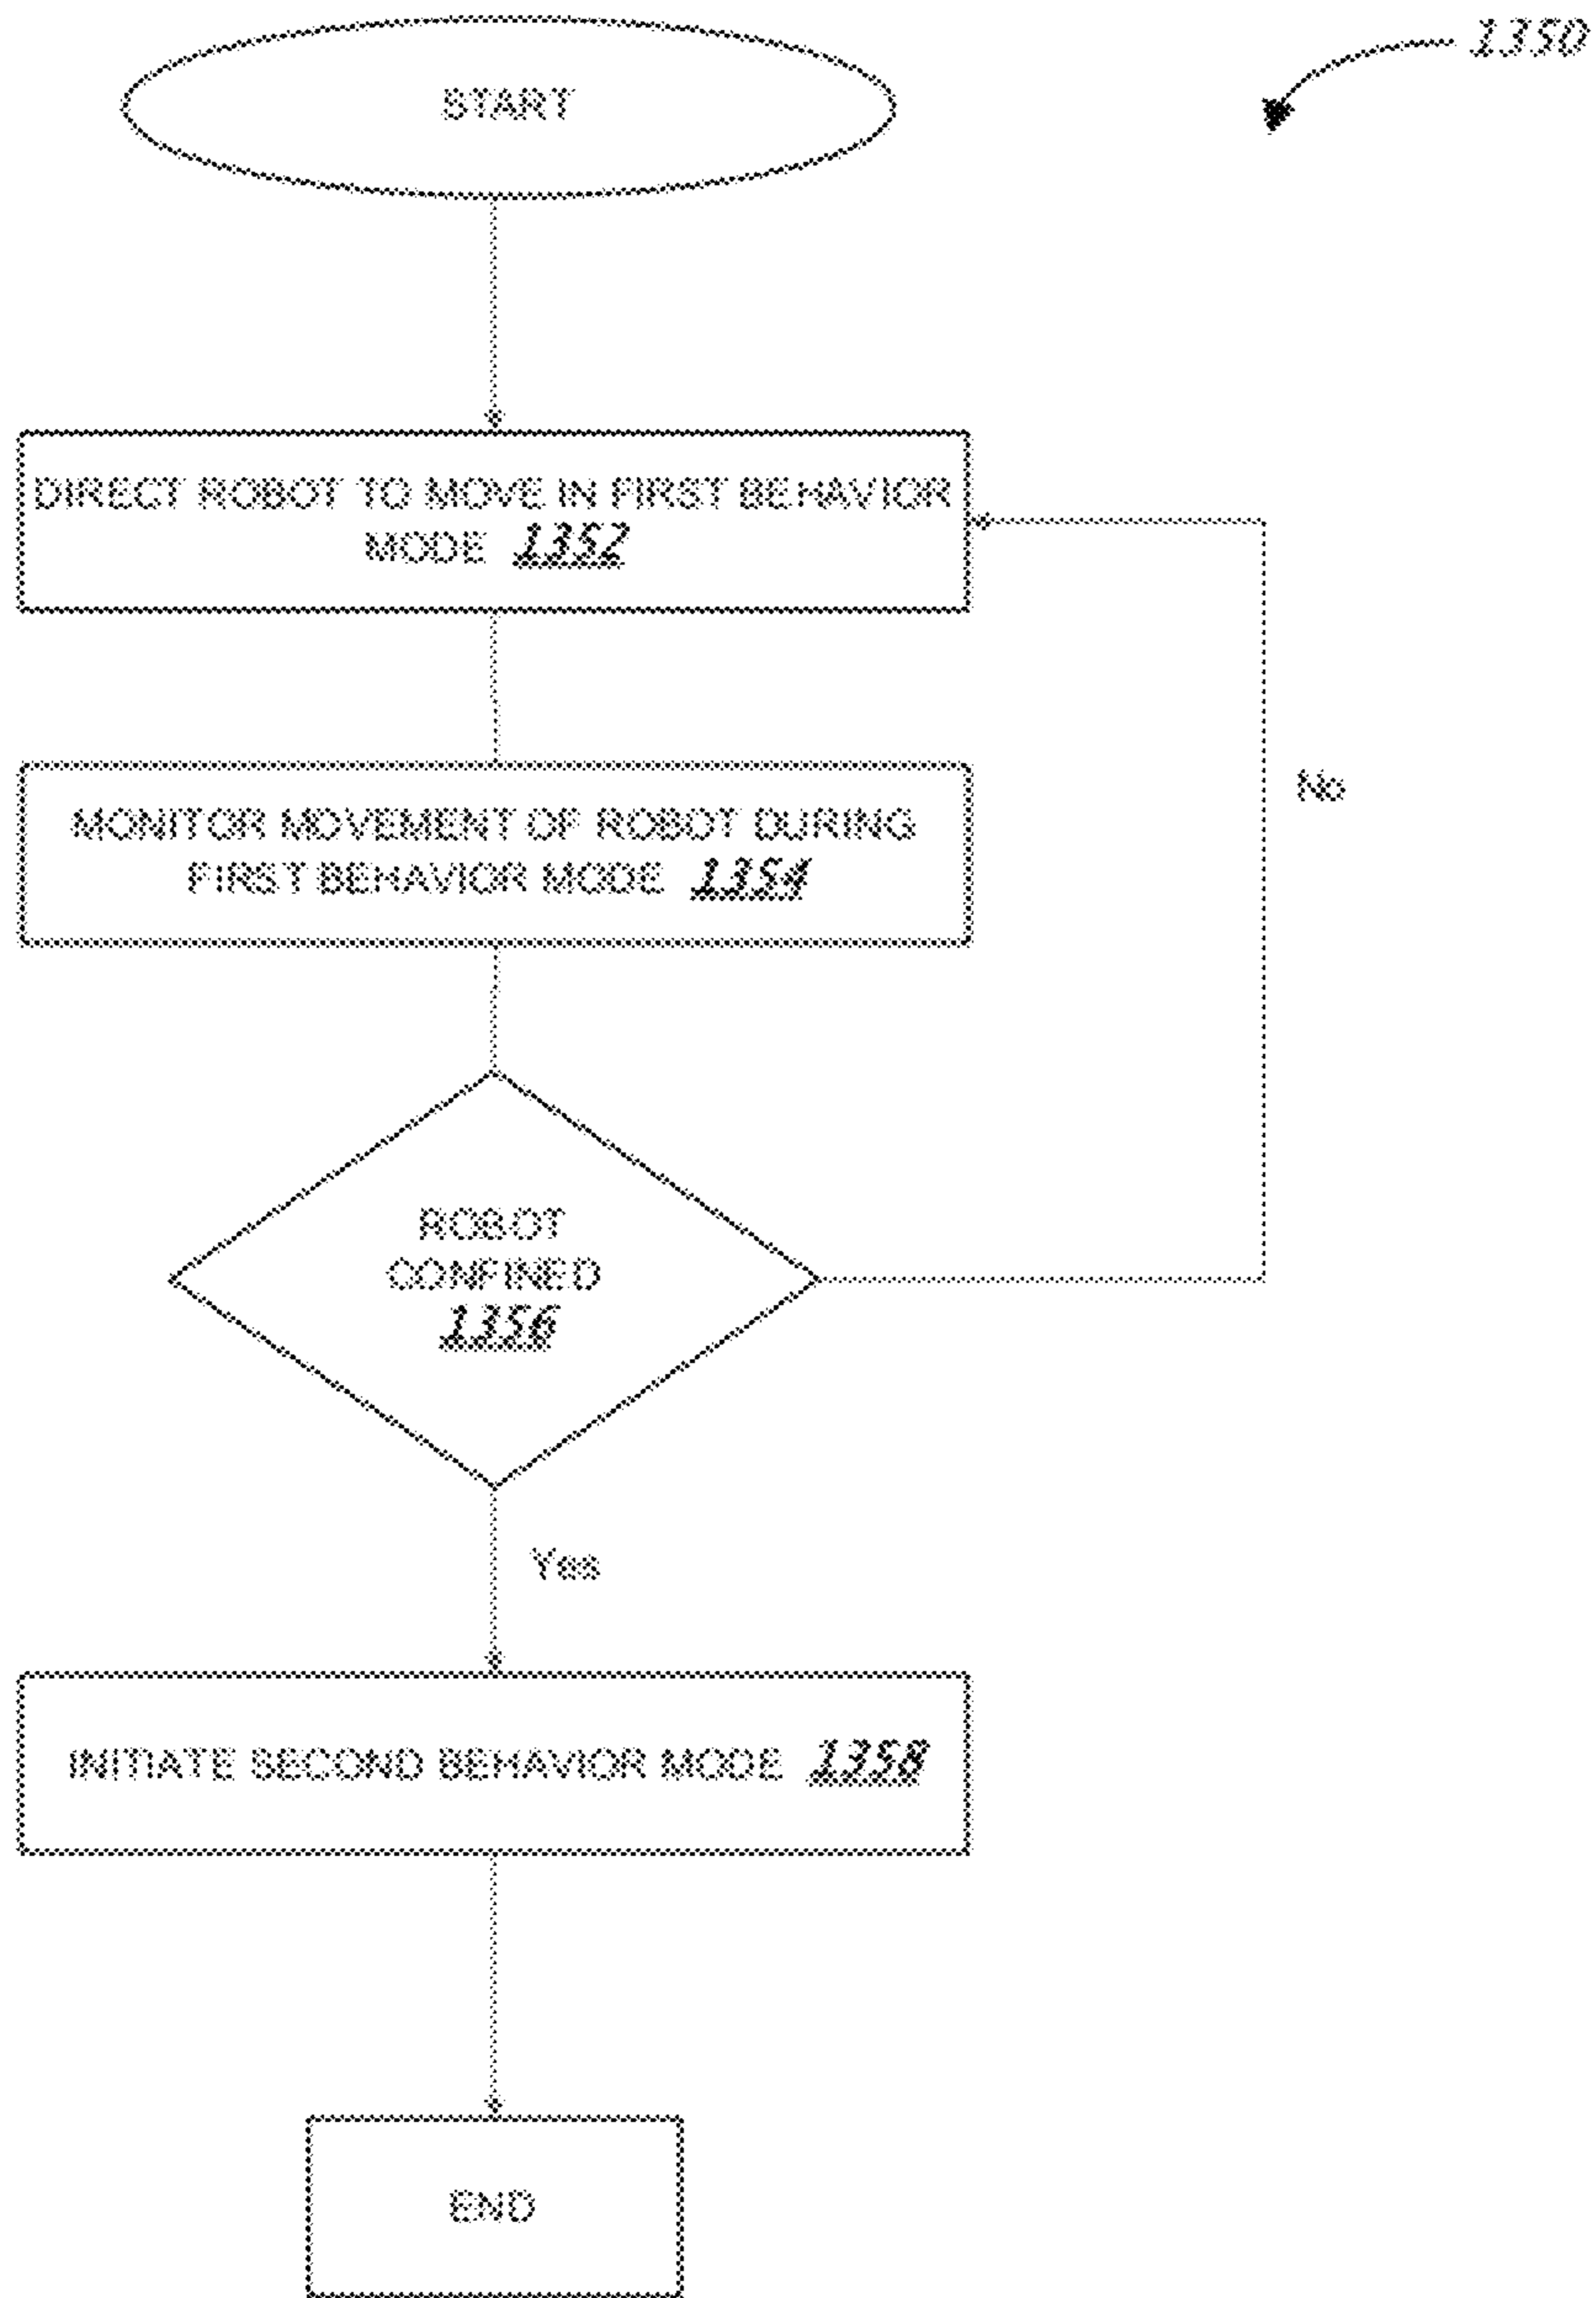 1350
START
DIRECT ROBOT TO MOVE IN FIRST BEHAVIOR
MODE 1352
MONITOR MOVEMENT OF ROBOT DURING
FIRST BEHAVIOR MODE 1354
No
ROBOT
CONFINED
1356
Yes
INITIATE SECOND BEHAVIOR MODE 1358
END